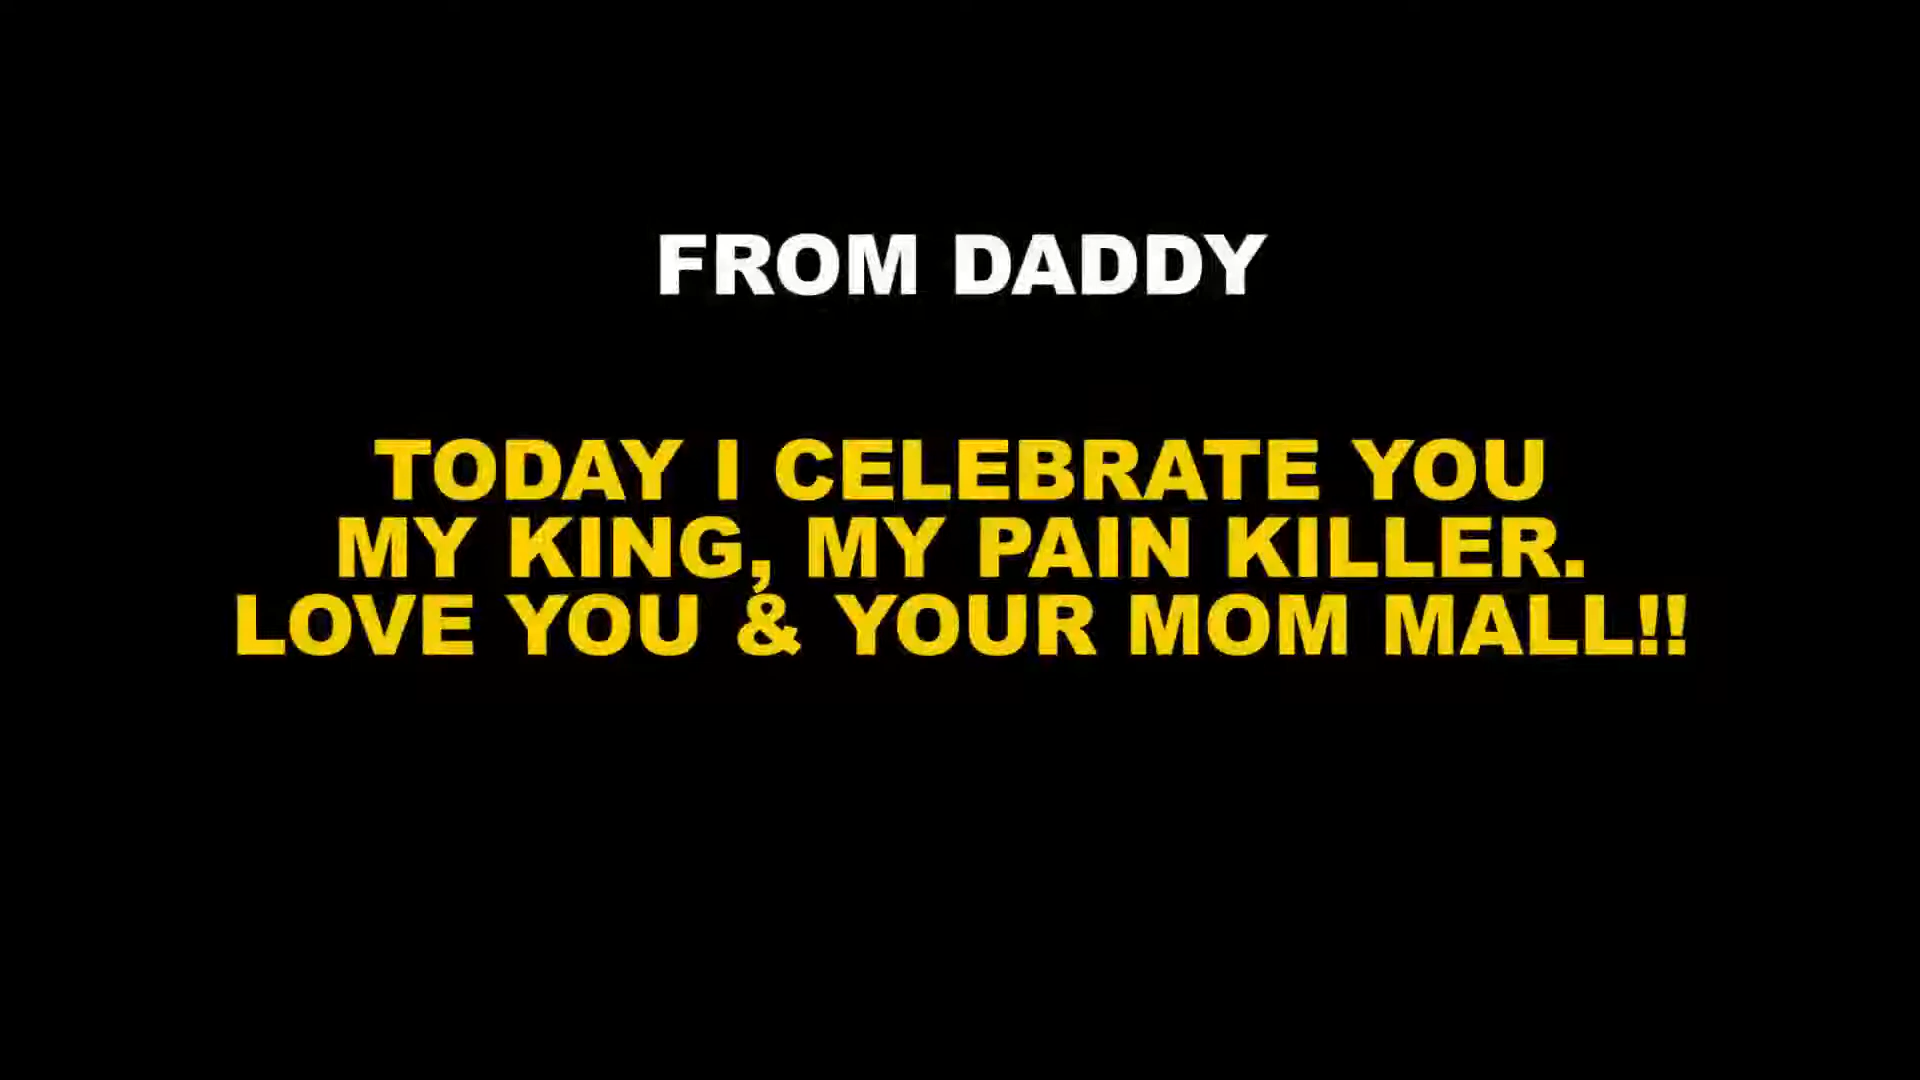 FROM DADDY
TODAY I CELEBRATE YOU
MY KING, MY PAIN KILLER.
LOVE YOU & YOUR MOM MALL!!